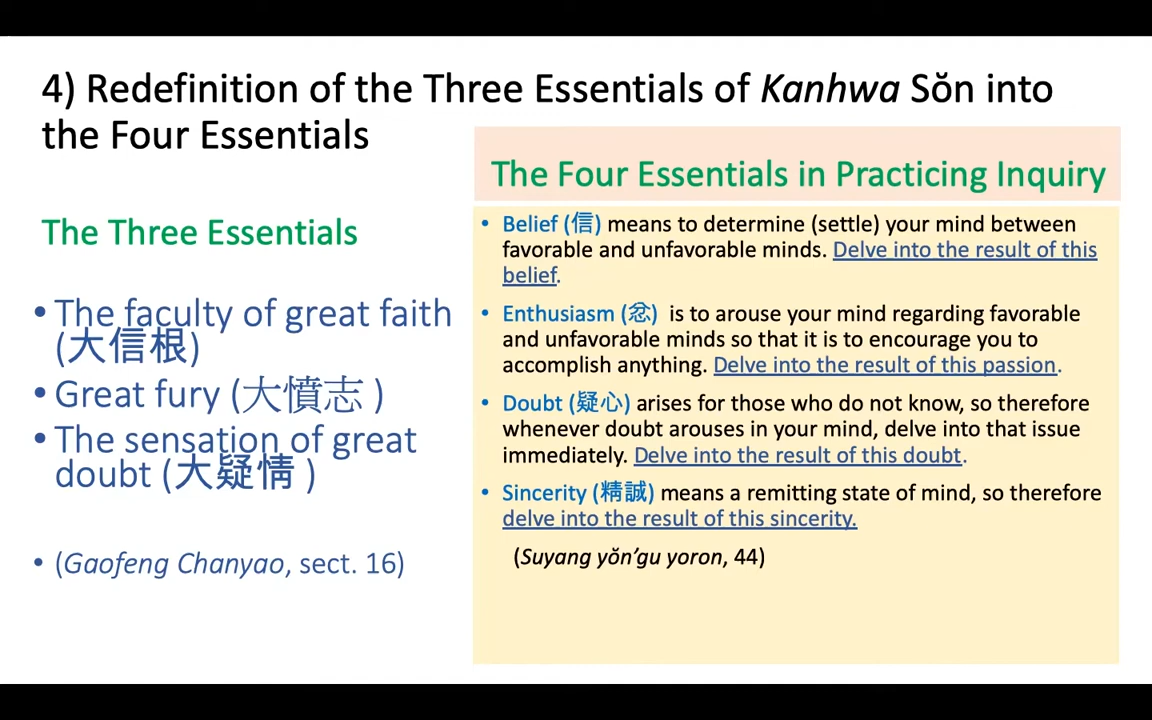 4) Redefinition of the Three Essentials of Kanhwa Sŏn into
the Four Essentials
The Three Essentials
• The faculty of great faith
(大信根)
• Great fury (大憤志 )
• The sensation of great
doubt (大疑情 )
• (Gaofeng Chanyao, sect. 16)
The Four Essentials in Practicing Inquiry
• Belief (信) means to determine (settle) your mind between
favorable and unfavorable minds. Delve into the result of this
belief.
• Enthusiasm (忿) is to arouse your mind regarding favorable
and unfavorable minds so that it is to encourage you to
accomplish anything. Delve into the result of this passion.
• Doubt (疑心) arises for those who do not know, so therefore
whenever doubt arouses in your mind, delve into that issue
immediately. Delve into the result of this doubt.
• Sincerity (精誠) means a remitting state of mind, so therefore
delve into the result of this sincerity.
(Suyang yŏn’gu yoron, 44)